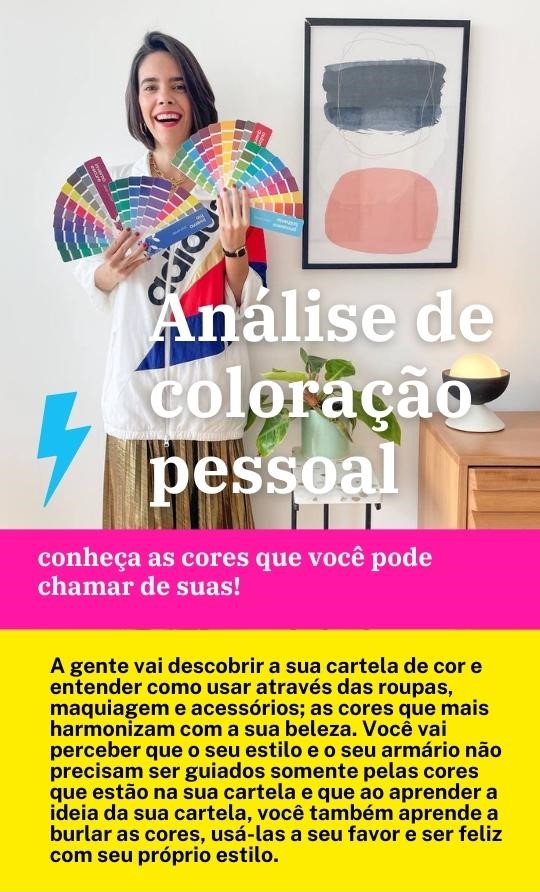 adidas
Análise de
coloração
pessoal
conheça as cores que você pode
chamar de suas!
A gente vai descobrir a sua cartela de cor e
entender como usar através das roupas,
maquiagem e acessórios; as cores que mais
harmonizam com a sua beleza. Você vai
perceber que o seu estilo e o seu armário não
precisam ser guiados somente pelas cores
que estão na sua cartela e que ao aprender a
ideia da sua cartela, você também aprende a
burlar as cores, usá-las a seu favor e ser feliz
com seu próprio estilo.